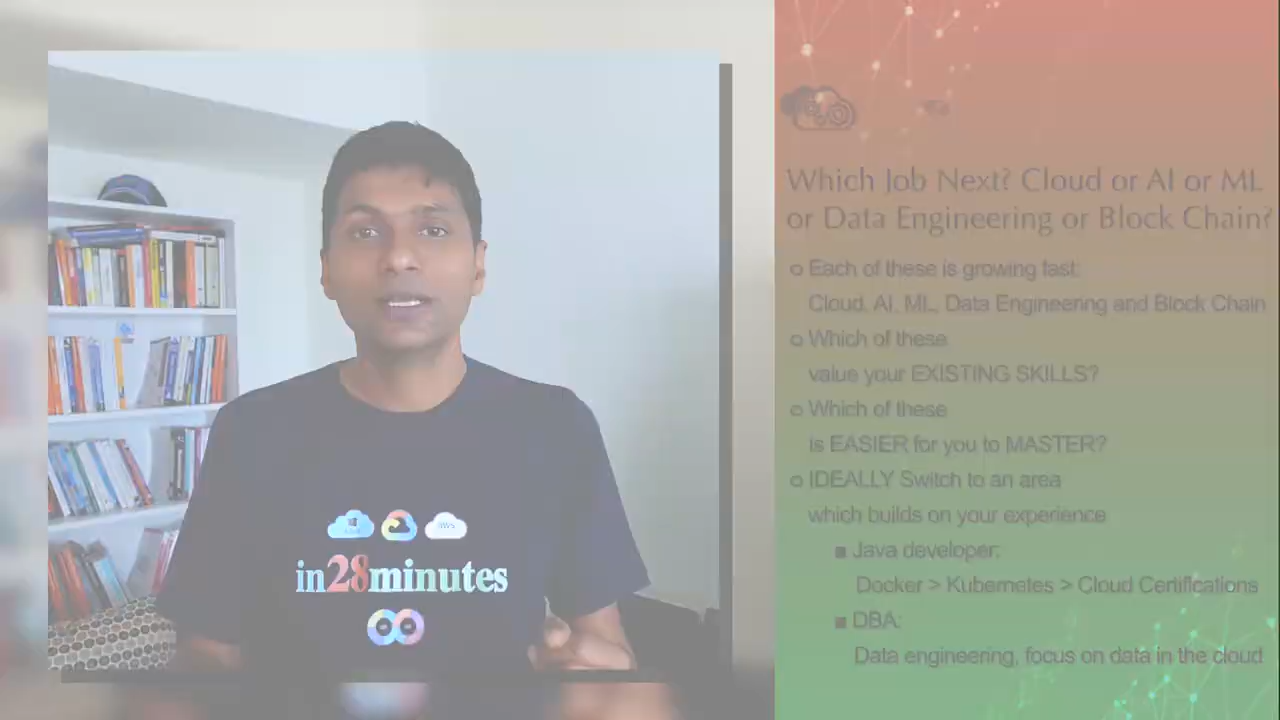 Which Job Next? Cloud or AI or ML
or Data Engineering or Block Chain?
Each of these is growing fast:
Cloud, AI, ML, Data Engineering and Block Chain
Which of these
value your EXISTING SKILLS?
Which of these
is EASIER for you to MASTER?
IDEALLY Switch to an area
which builds on your experience
Java developer:
Docker > Kubernetes > Cloud Certifications
DBA:
Data engineering, focus on data in the cloud
aws
in28minutes